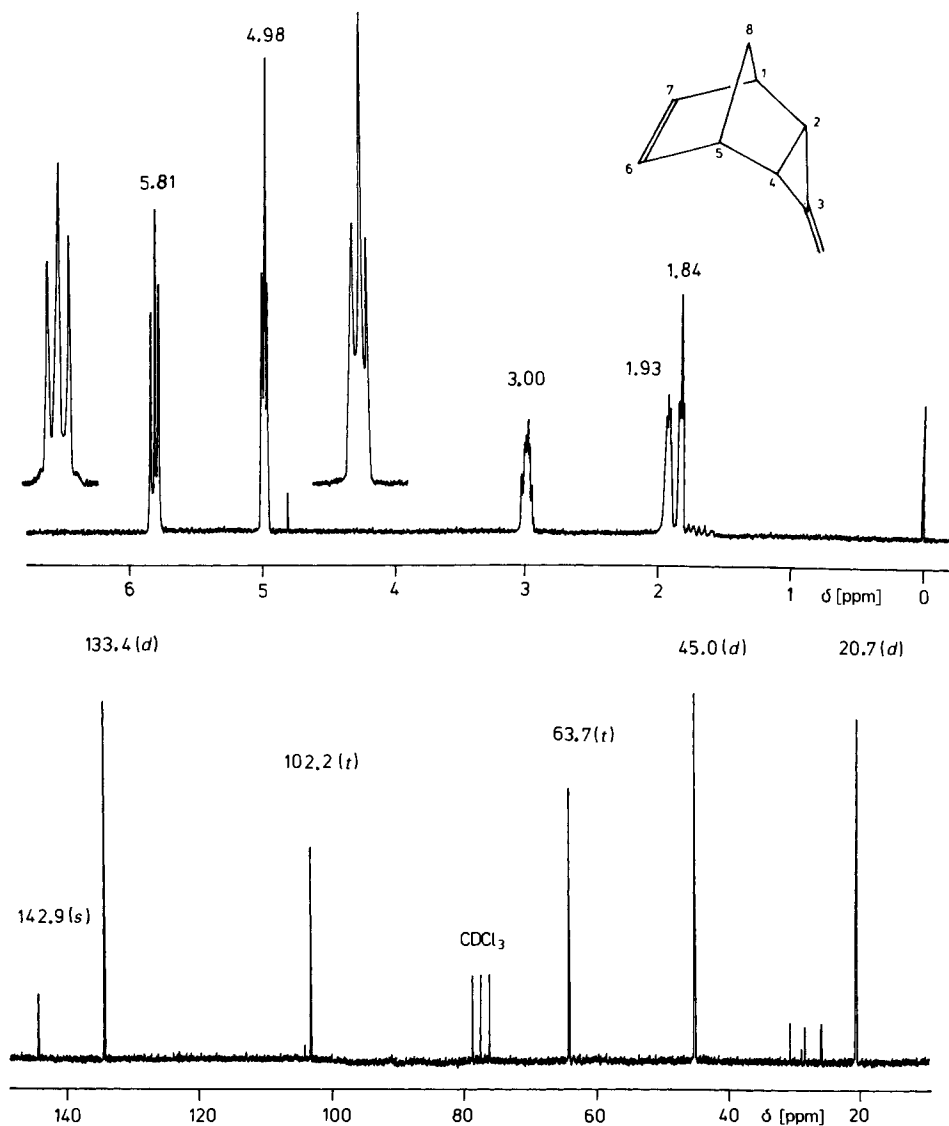 8
4.98
1
7
2
5.81
5
6
4
3
1.84
3.00
1.93
6 5 4 3 2 1 δ [ppm] 0
133.4 (d) 45.0 (d) 20.7 (d)
63.7 (t)
102.2 (t)
142.9 (s) CDCl₃
140 120 100 80 60 40 δ [ppm] 20